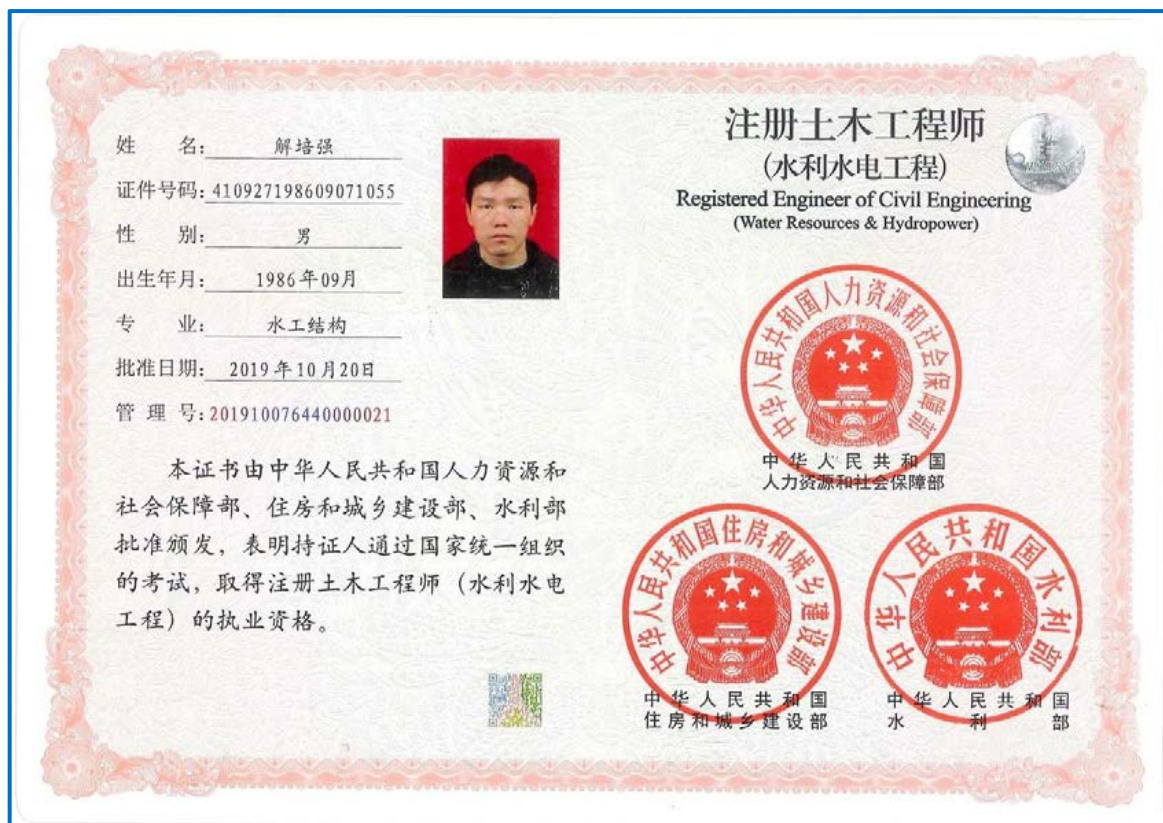 姓 名: 解培强
证件号码: 410927198609071055
性 别: 男
出生年月: 1986年09月
专 业: 水工结构
批准日期: 2019年10月20日
管 理 号: 201910076440000021
本证书由中华人民共和国人力资源和
社会保障部、住房和城乡建设部、水利部
批准颁发，表明持证人通过国家统一组织
的考试，取得注册土木工程师（水利水电
工程）的执业资格。
注册土木工程师
(水利水电工程)
Registered Engineer of Civil Engineering
(Water Resources & Hydropower)
中华人民共和国人力资源和社会保障部
中华人民共和国
人力资源和社会保障部
中华人民共和国住房和城乡建设部
中华人民共和国
住房和城乡建设部
中华人民共和国水利部
中华人民共和国
水利部